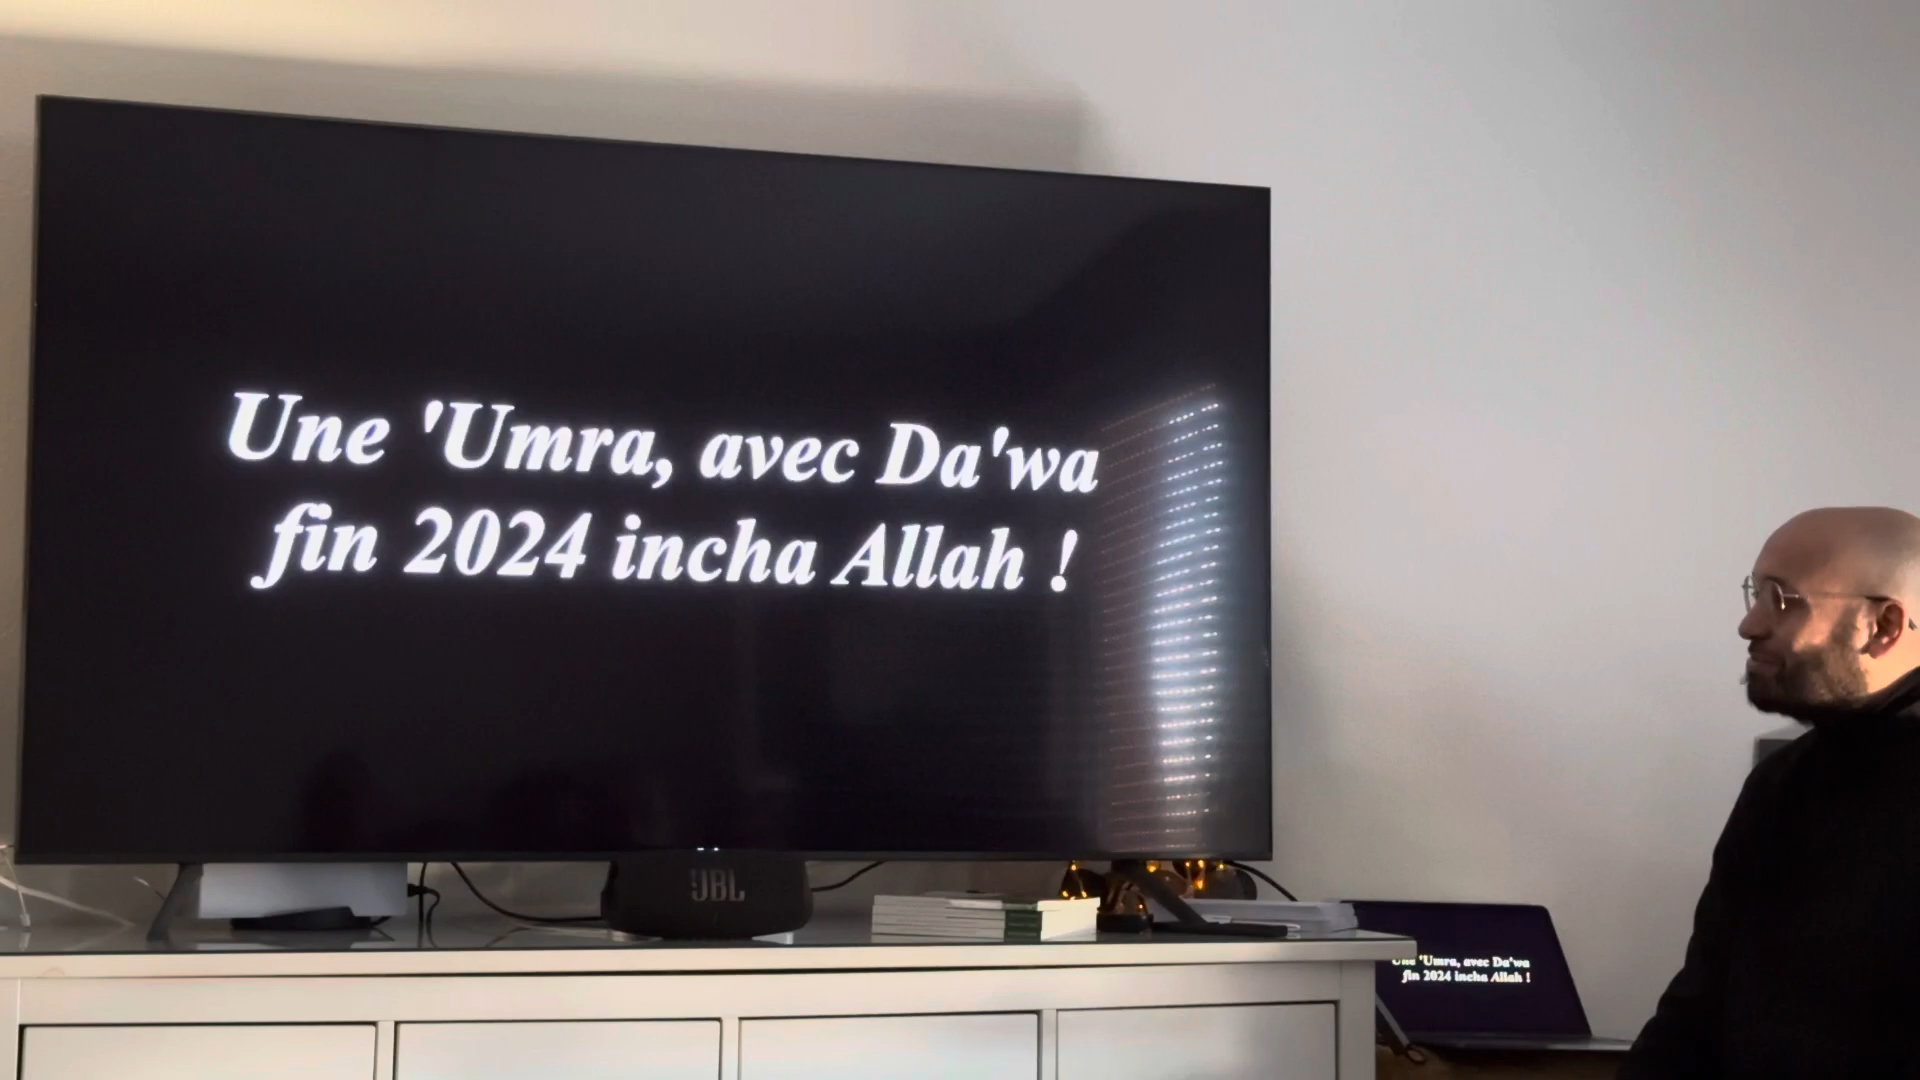 Une 'Umra, avec Da'wa
fin 2024 incha Allah !
JBL
Une 'Umra, avec Da'wa
fin 2024 incha Allah !